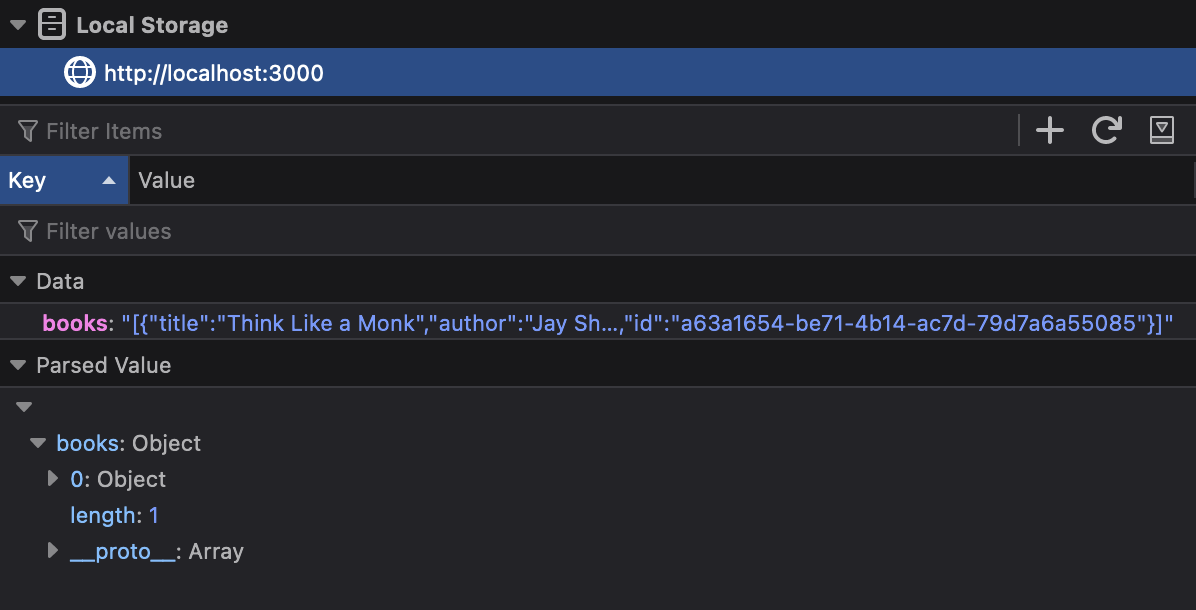 Local Storage
http://localhost:3000
Filter Items
Key Value
Filter values
Data
books: "[{"title":"Think Like a Monk","author":"Jay Sh...,"id":"a63a1654-be71-4b14-ac7d-79d7a6a55085"}]"
Parsed Value
books: Object
0: Object
length: 1
__proto__: Array